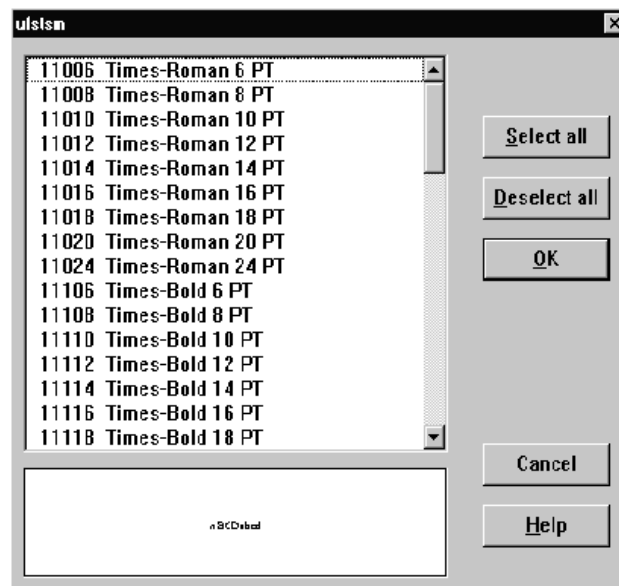 ufstsm
11006 Times-Roman 6 PT
11008 Times-Roman 8 PT
11010 Times-Roman 10 PT
11012 Times-Roman 12 PT
11014 Times-Roman 14 PT
11016 Times-Roman 16 PT
11018 Times-Roman 18 PT
11020 Times-Roman 20 PT
11024 Times-Roman 24 PT
11106 Times-Bold 6 PT
11108 Times-Bold 8 PT
11110 Times-Bold 10 PT
11112 Times-Bold 12 PT
11114 Times-Bold 14 PT
11116 Times-Bold 16 PT
11118 Times-Bold 18 PT
Select all
Deselect all
OK
Cancel
Help
ABCDabcd